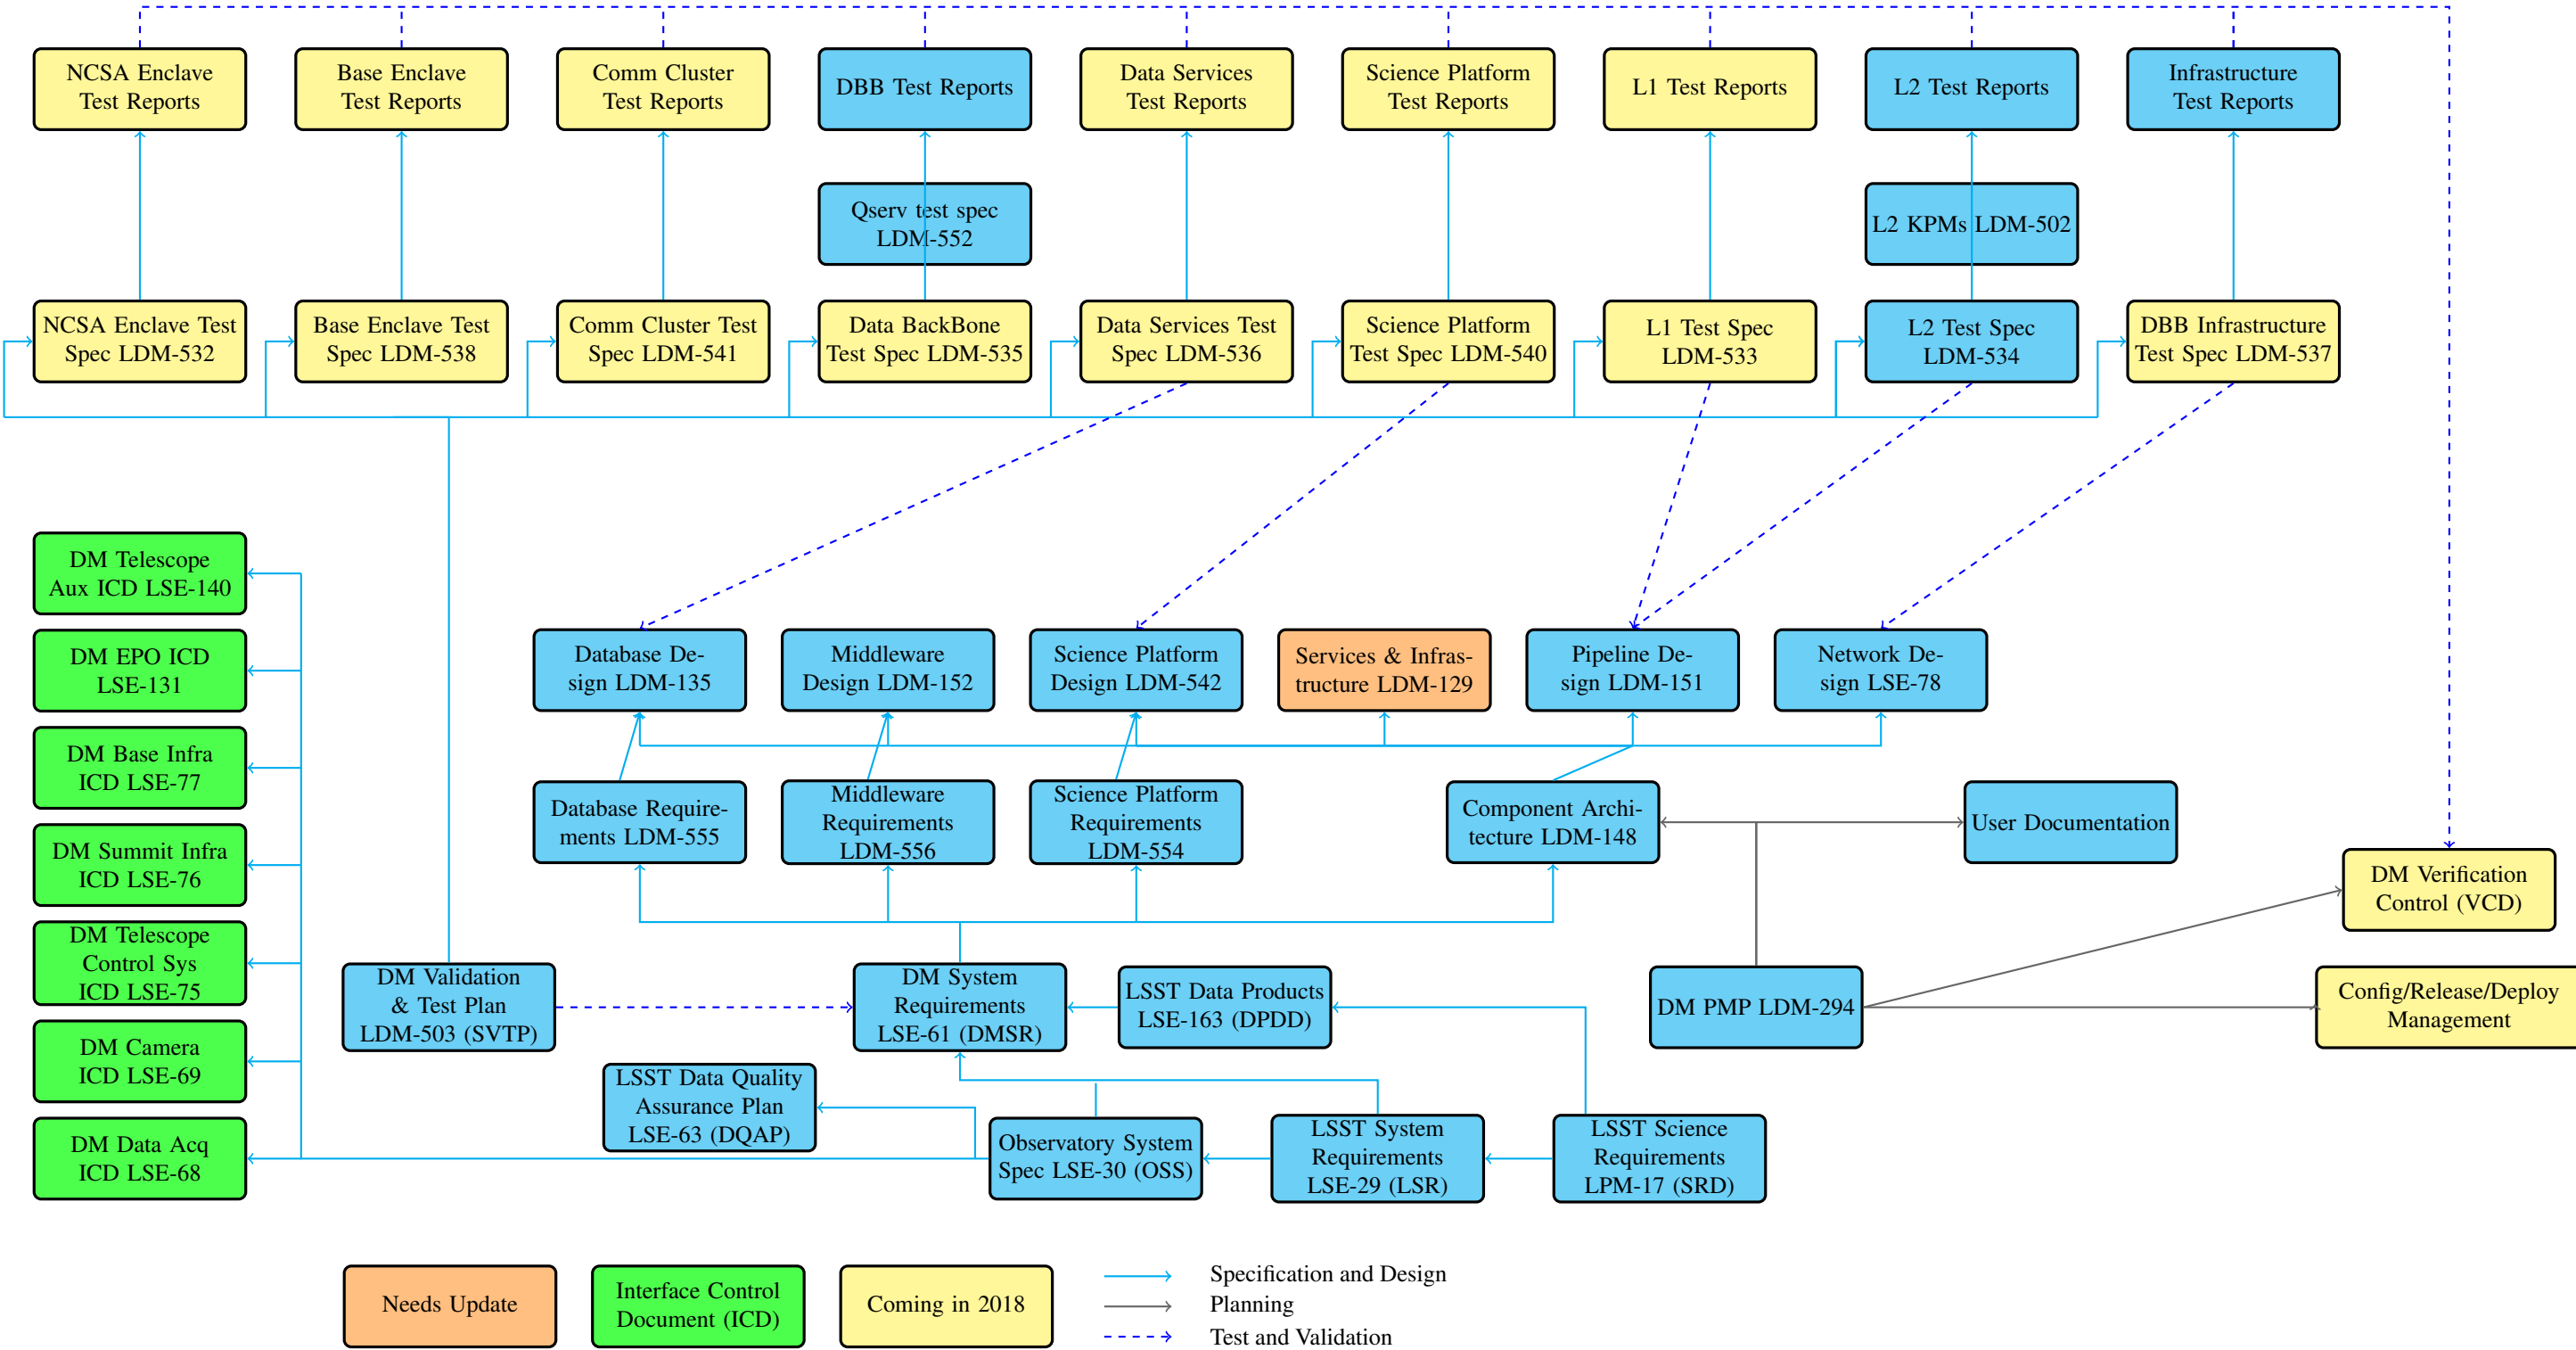 NCSA Enclave
Test Reports
Base Enclave
Test Reports
Comm Cluster
Test Reports
DBB Test Reports
Data Services
Test Reports
Science Platform
Test Reports
L1 Test Reports
L2 Test Reports
Infrastructure
Test Reports
Qserv test spec
LDM-552
L2 KPMs LDM-502
NCSA Enclave Test
Spec LDM-532
Base Enclave Test
Spec LDM-538
Comm Cluster Test
Spec LDM-541
Data BackBone
Test Spec LDM-535
Data Services Test
Spec LDM-536
Science Platform
Test Spec LDM-540
L1 Test Spec
LDM-533
L2 Test Spec
LDM-534
DBB Infrastructure
Test Spec LDM-537
DM Telescope
Aux ICD LSE-140
DM EPO ICD
LSE-131
DM Base Infra
ICD LSE-77
DM Summit Infra
ICD LSE-76
DM Telescope
Control Sys
ICD LSE-75
DM Camera
ICD LSE-69
DM Data Acq
ICD LSE-68
Database De-
sign LDM-135
Middleware
Design LDM-152
Science Platform
Design LDM-542
Services & Infras-
tructure LDM-129
Pipeline De-
sign LDM-151
Network De-
sign LSE-78
Database Require-
ments LDM-555
Middleware
Requirements
LDM-556
Science Platform
Requirements
LDM-554
Component Archi-
tecture LDM-148
User Documentation
DM Verification
Control (VCD)
DM Validation
& Test Plan
LDM-503 (SVTP)
DM System
Requirements
LSE-61 (DMSR)
LSST Data Products
LSE-163 (DPDD)
DM PMP LDM-294
Config/Release/Deploy
Management
LSST Data Quality
Assurance Plan
LSE-63 (DQAP)
Observatory System
Spec LSE-30 (OSS)
LSST System
Requirements
LSE-29 (LSR)
LSST Science
Requirements
LPM-17 (SRD)
Needs Update
Interface Control
Document (ICD)
Coming in 2018
Specification and Design
Planning
Test and Validation